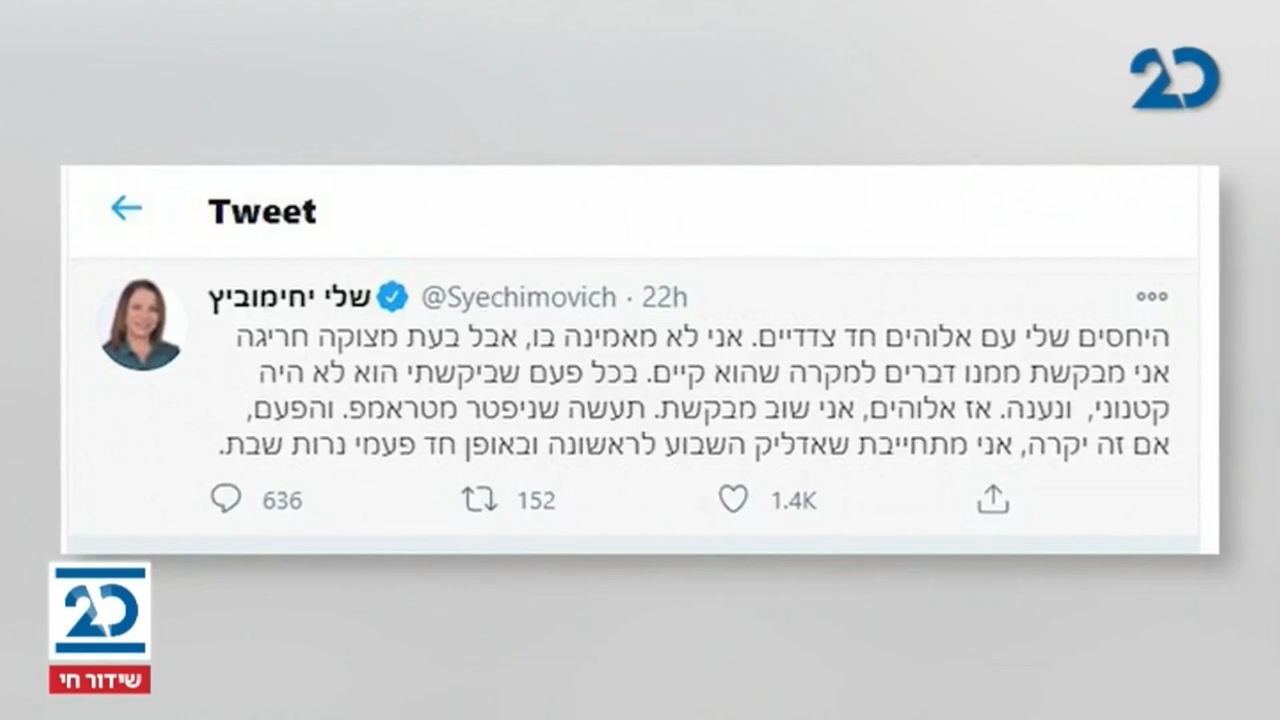 20
Tweet
שלי יחימוביץ @Syechimovich · 22h
היחסים שלי עם אלוהים חד צדדיים. אני לא מאמינה בו, אבל בעת מצוקה חריגה
אני מבקשת ממנו דברים למקרה שהוא קיים. בכל פעם שביקשתי הוא לא היה
קטנוני, ונענה. אז אלוהים, אני שוב מבקשת. תעשה שניפטר מטראמפ. והפעם,
אם זה יקרה, אני מתחייבת שאדליק השבוע לראשונה ובאופן חד פעמי נרות שבת.
636 152 1.4K
20
שידור חי